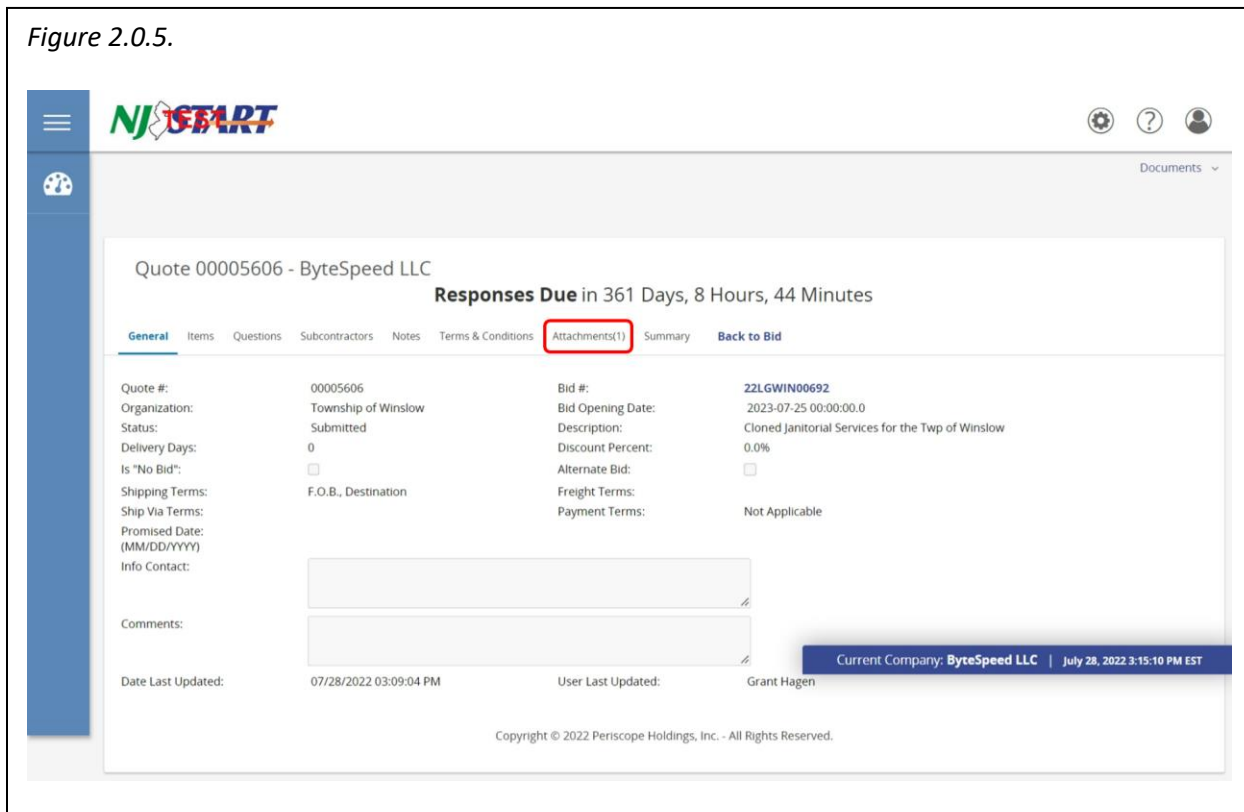 Figure 2.0.5.
NJ START TEST
Documents
Quote 00005606 - ByteSpeed LLC
Responses Due in 361 Days, 8 Hours, 44 Minutes
General Items Questions Subcontractors Notes Terms & Conditions Attachments(1) Summary Back to Bid
Quote #: 00005606 Bid #: 22LGWIN00692
Organization: Township of Winslow Bid Opening Date: 2023-07-25 00:00:00.0
Status: Submitted Description: Cloned Janitorial Services for the Twp of Winslow
Delivery Days: 0 Discount Percent: 0.0%
Is "No Bid": Alternate Bid:
Shipping Terms: F.O.B., Destination Freight Terms:
Ship Via Terms: Payment Terms: Not Applicable
Promised Date:
(MM/DD/YYYY)
Info Contact:
Comments:
Current Company: ByteSpeed LLC | July 28, 2022 3:15:10 PM EST
Date Last Updated: 07/28/2022 03:09:04 PM User Last Updated: Grant Hagen
Copyright © 2022 Periscope Holdings, Inc. - All Rights Reserved.